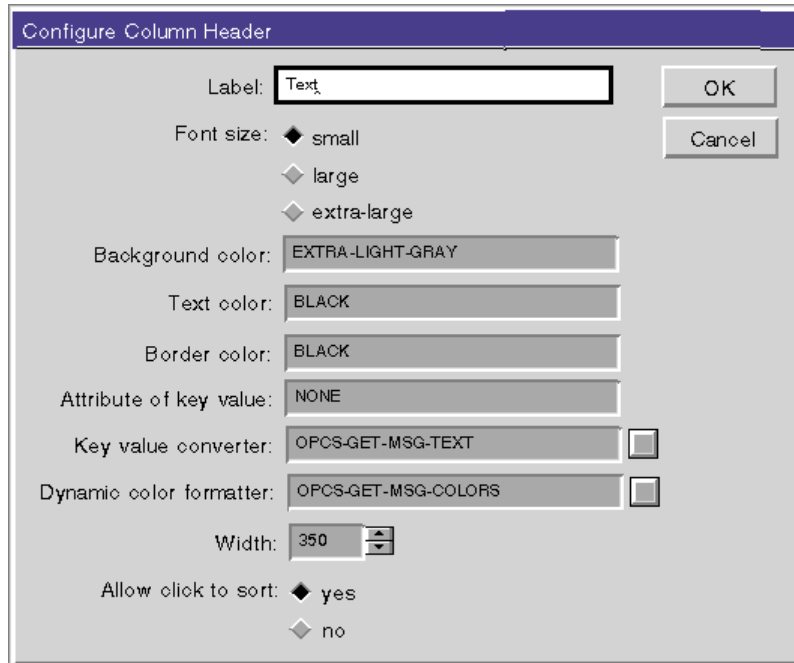 Configure Column Header
Label: Text
OK
Font size: small
Cancel
large
extra-large
Background color: EXTRA-LIGHT-GRAY
Text color: BLACK
Border color: BLACK
Attribute of key value: NONE
Key value converter: OPCS-GET-MSG-TEXT
Dynamic color formatter: OPCS-GET-MSG-COLORS
Width: 350
Allow click to sort: yes
no